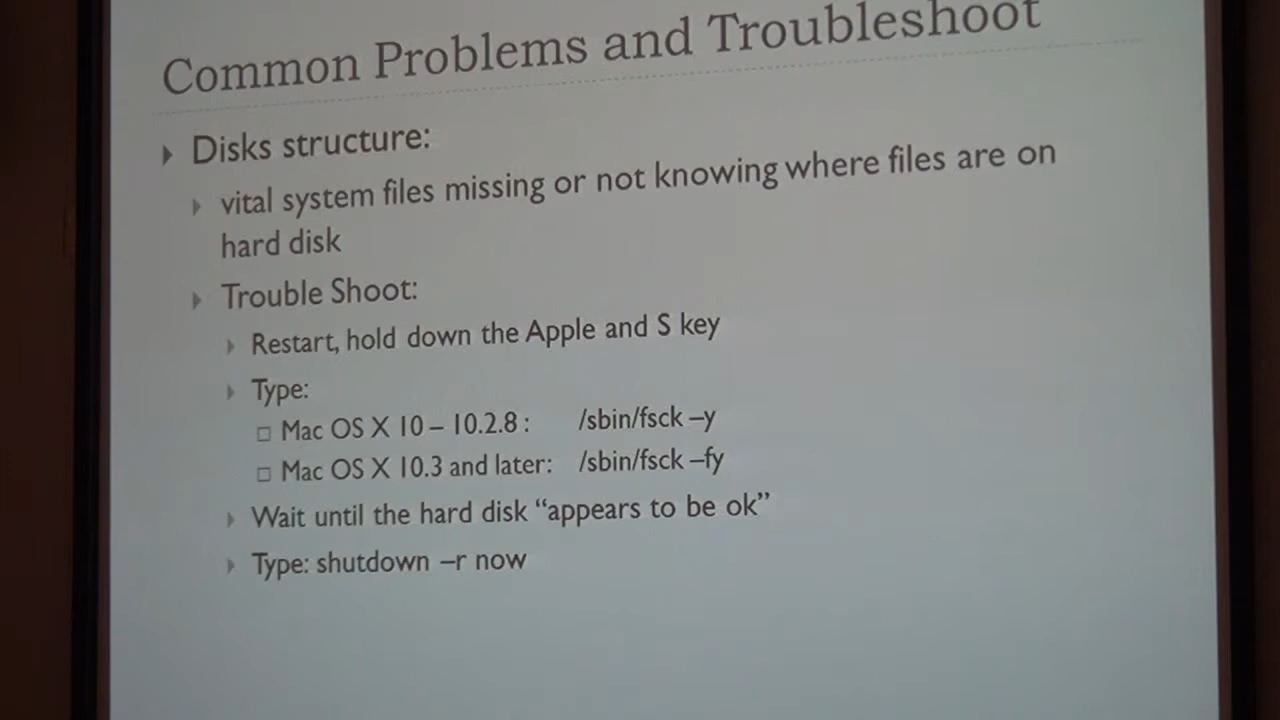 Common Problems and Troubleshoot
Disks structure:
vital system files missing or not knowing where files are on
hard disk
Trouble Shoot:
Restart, hold down the Apple and S key
Type:
Mac OS X 10 – 10.2.8 : /sbin/fsck –y
Mac OS X 10.3 and later: /sbin/fsck –fy
Wait until the hard disk “appears to be ok”
Type: shutdown –r now